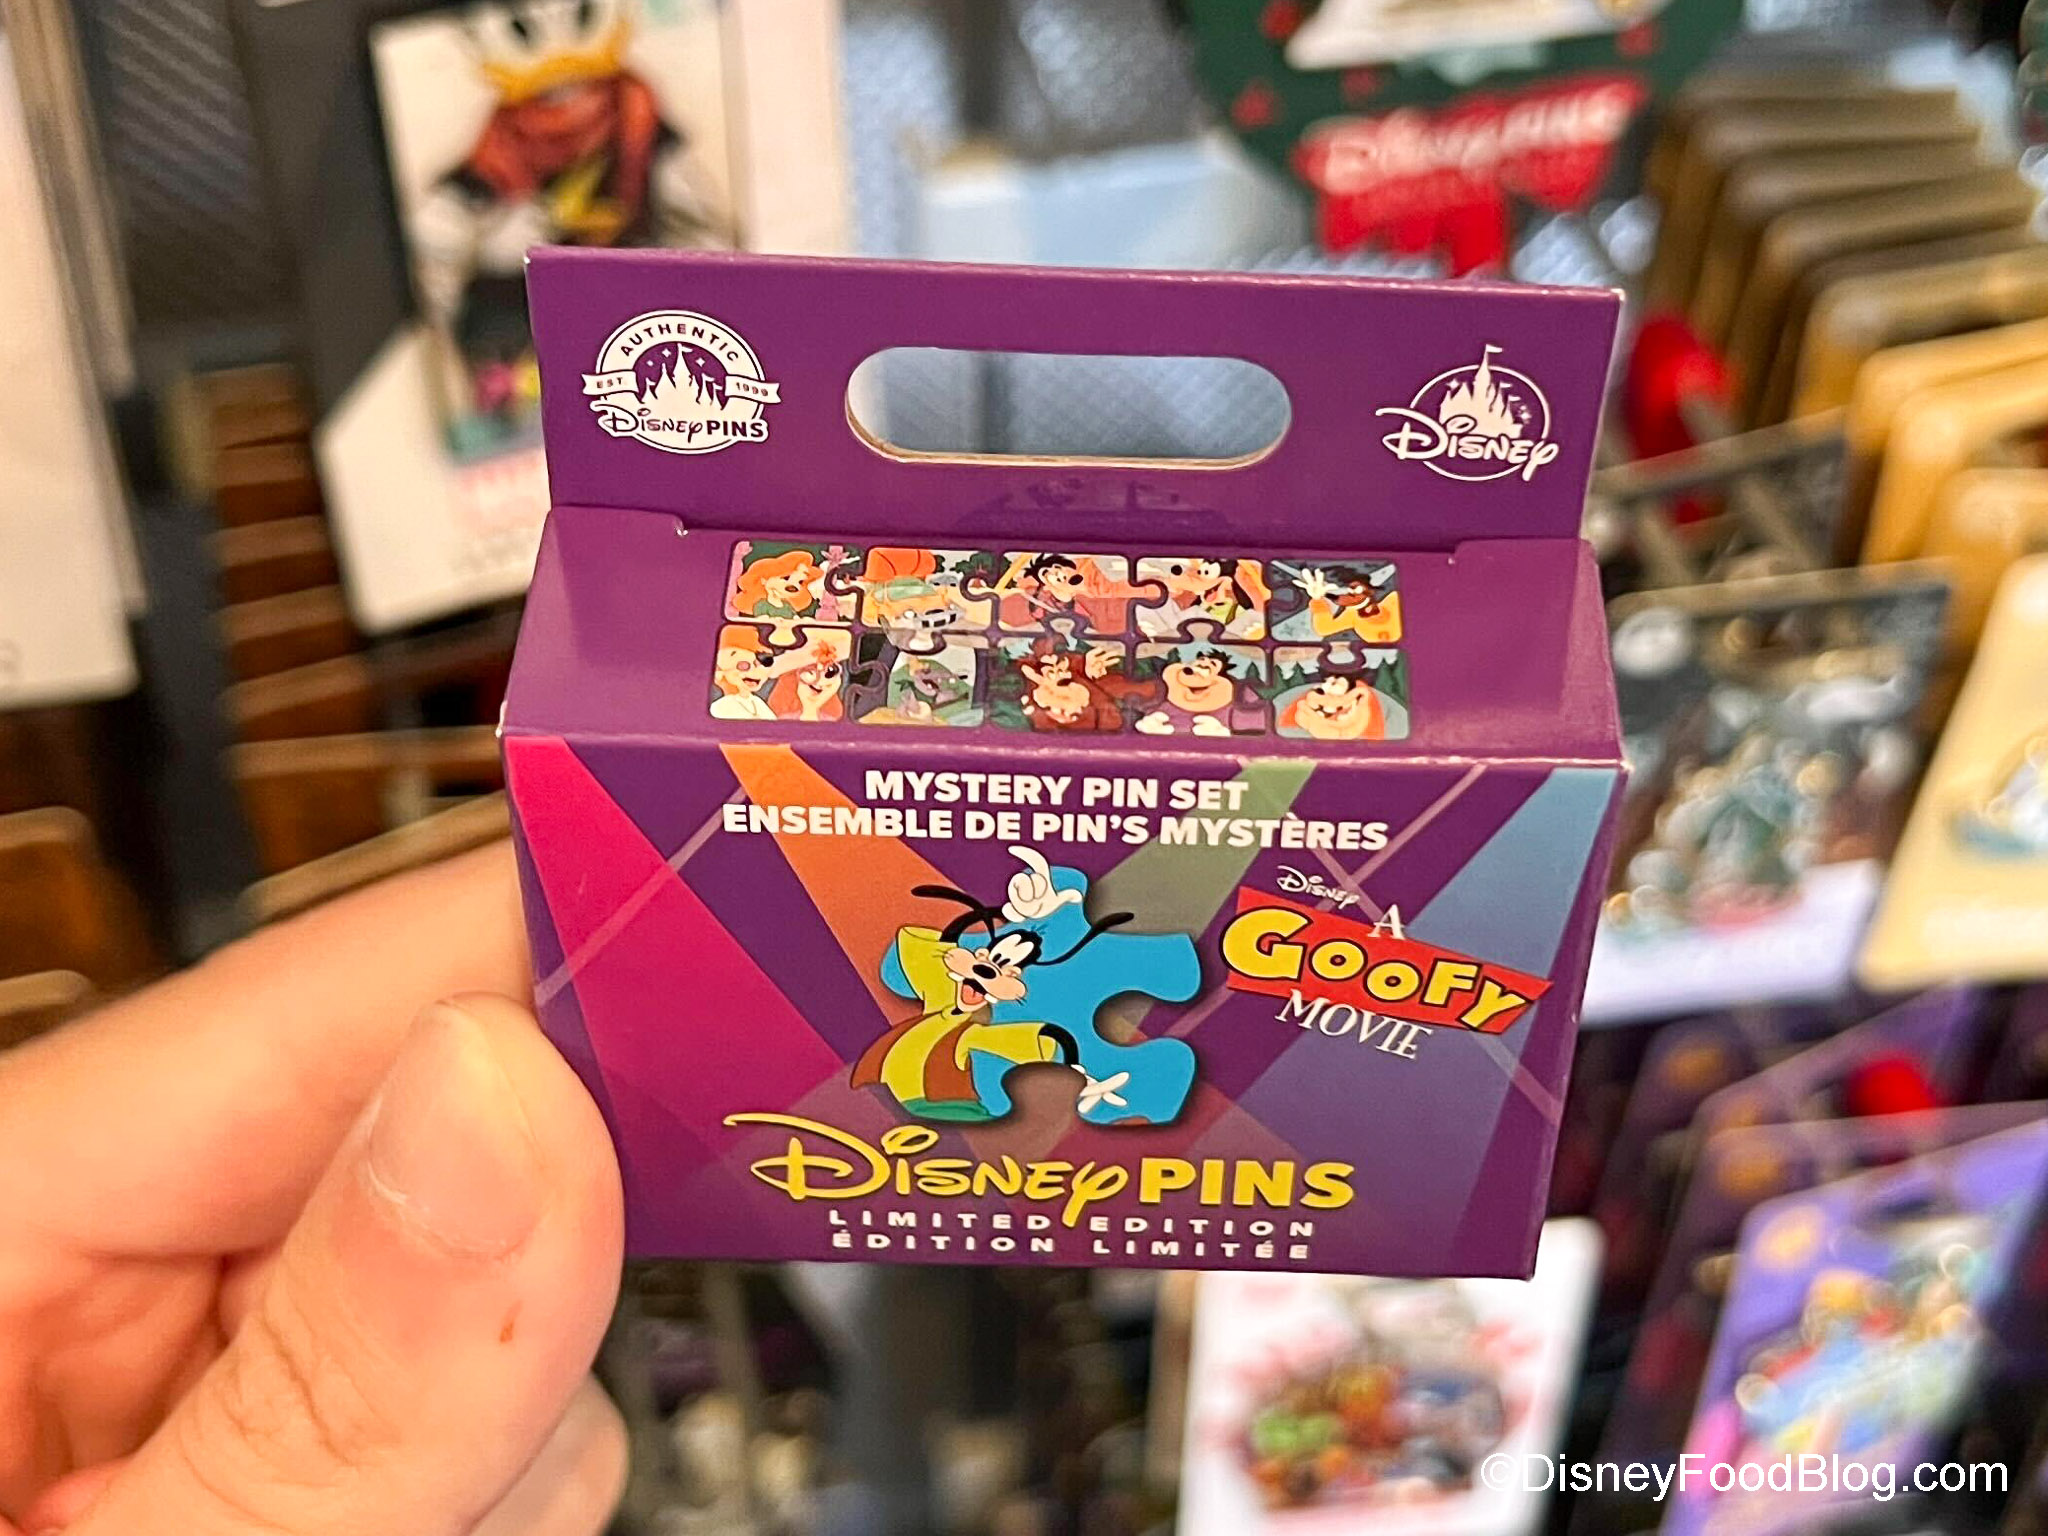 AUTHENTIC
EST. 1999
Disney PINS
Disney
MYSTERY PIN SET
ENSEMBLE DE PIN'S MYSTÈRES
Disney
A
GOOFY
MOVIE
Disney PINS
LIMITED EDITION
ÉDITION LIMITÉE
©DisneyFoodBlog.com